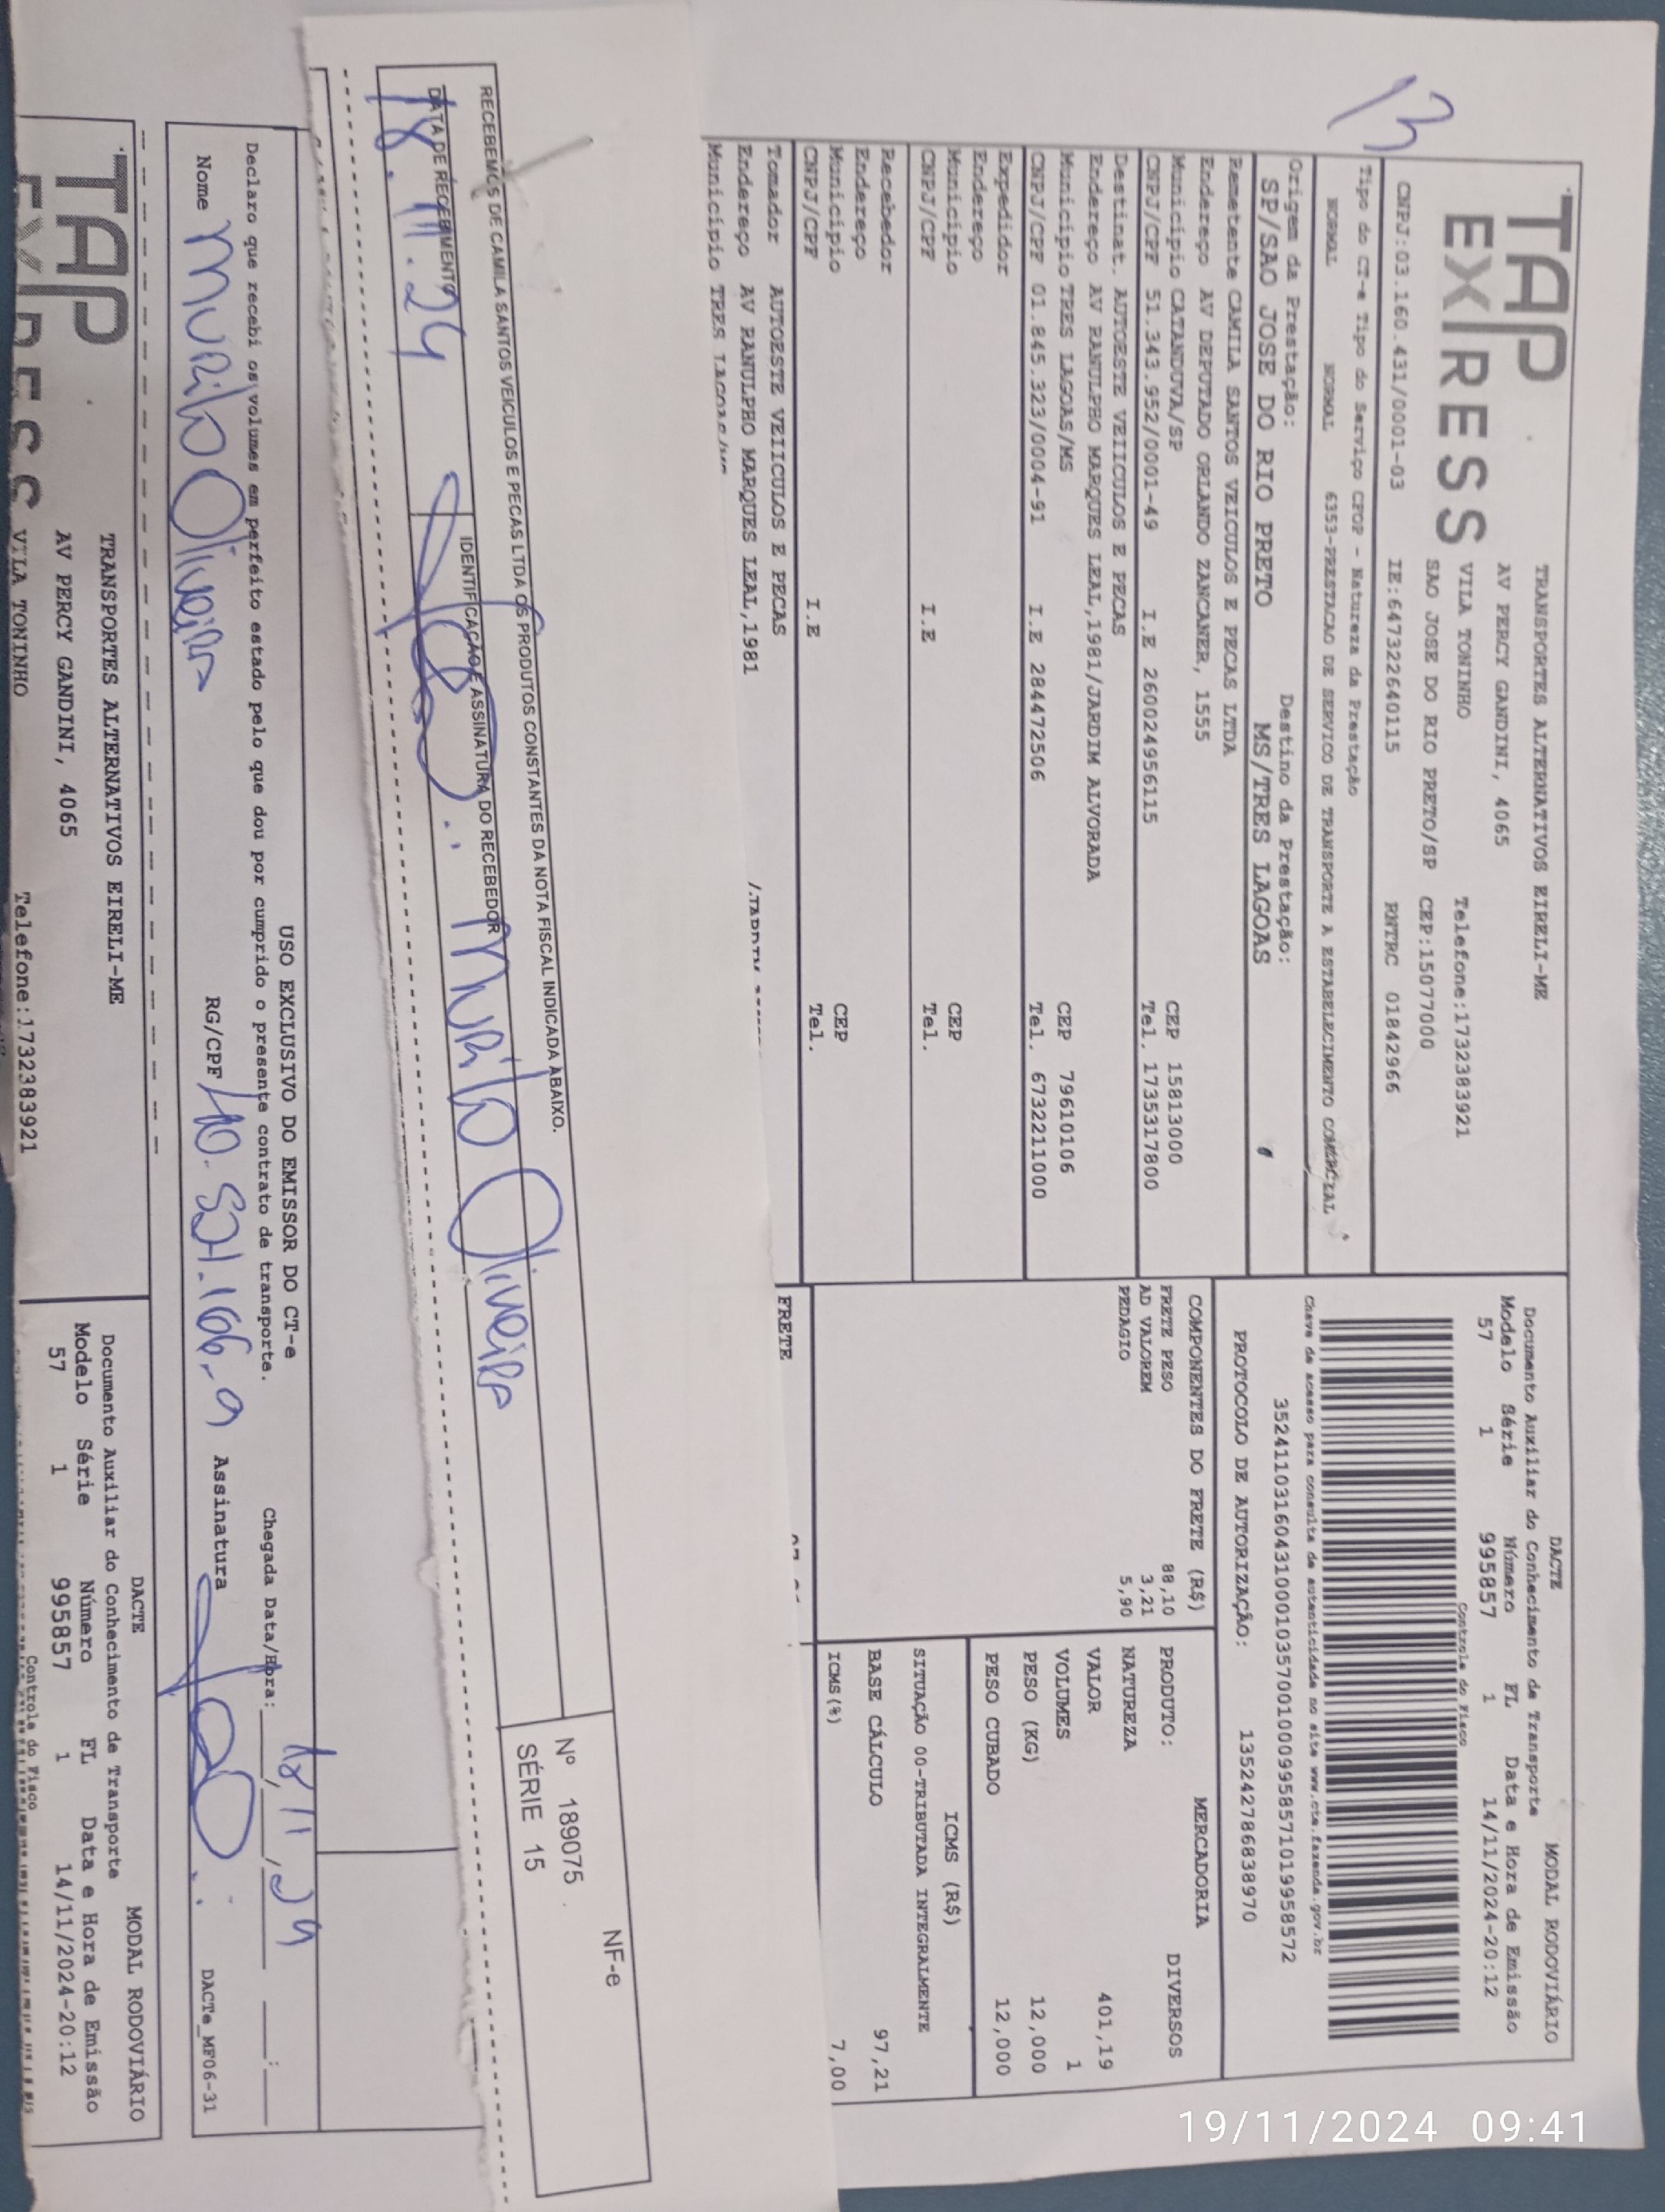 13
TAP
EXPRESS
TRANSPORTES ALTERNATIVOS EIRELI-ME
AV PERCY GANDINI, 4065
VILA TONINHO Telefone:1732383921
SAO JOSE DO RIO PRETO/SP CEP:15077000
CNPJ:03.160.431/0001-03 IE:647322640115 RNTRC 01842966
Tipo do CT-e Tipo do Serviço CFOP - Natureza da Prestação
NORMAL NORMAL 6353-PRESTACAO DE SERVICO DE TRANSPORTE A ESTABELECIMENTO COMERCIAL
Origem da Prestação: Destino da Prestação:
SP/SAO JOSE DO RIO PRETO MS/TRES LAGOAS
Remetente CAMILA SANTOS VEICULOS E PECAS LTDA
Endereço AV DEPUTADO ORLANDO ZANCANER, 1555
Município CATANDUVA/SP CEP 15813000
CNPJ/CPF 51.343.952/0001-49 I.E 260024956115 Tel. 1735317800
Destinat. AUTOESTE VEIICULOS E PECAS
Endereço AV RANULPHO MARQUES LEAL,1981/JARDIM ALVORADA
Município TRES LAGOAS/MS CEP 79610106
CNPJ/CPF 01.845.323/0004-91 I.E 284472506 Tel. 6732211000
Expedidor
Endereço
Município CEP
CNPJ/CPF I.E Tel.
Recebedor
Endereço
Município CEP
CNPJ/CPF I.E Tel.
Tomador AUTOESTE VEIICULOS E PECAS
Endereço AV RANULPHO MARQUES LEAL,1981
Município TRES LAGOAS/MS
DACTE MODAL RODOVIÁRIO
Documento Auxiliar do Conhecimento de Transporte
Modelo Série Número FL Data e Hora de Emissão
57 1 995857 1 14/11/2024-20:12
Controle do Fisco
Chave de acesso para consulta de autenticidade no site www.cte.fazenda.gov.br
35241103160431000103570010009958571019958572
PROTOCOLO DE AUTORIZAÇÃO: 135242786838970
COMPONENTES DO FRETE (R$)
FRETE PESO 88,10
AD VALOREM 3,21
PEDAGIO 5,90
FRETE
MERCADORIA
PRODUTO: DIVERSOS
NATUREZA
VALOR 401,19
VOLUMES 1
PESO (KG) 12,000
PESO CUBADO 12,000
ICMS (R$)
SITUAÇÃO 00-TRIBUTADA INTEGRALMENTE
BASE CÁLCULO 97,21
ICMS(%) 7,00
RECEBEMOS DE CAMILA SANTOS VEICULOS E PECAS LTDA OS PRODUTOS CONSTANTES DA NOTA FISCAL INDICADA ABAIXO.
DATA DE RECEBIMENTO IDENTIFICAÇÃO E ASSINATURA DO RECEBEDOR
18.11.24 Murilo Oliveira
NF-e
Nº 189075
SÉRIE 15
USO EXCLUSIVO DO EMISSOR DO CT-e
Declaro que recebi os volumes em perfeito estado pelo que dou por cumprido o presente contrato de transporte. Chegada Data/Hora: 18/11/24
Nome Murilo Oliveira RG/CPF 40.521.166-9 Assinatura DACTe_MF06-31
TAP
EXPRESS
TRANSPORTES ALTERNATIVOS EIRELI-ME
AV PERCY GANDINI, 4065
VILA TONINHO Telefone:1732383921
DACTE MODAL RODOVIÁRIO
Documento Auxiliar do Conhecimento de Transporte
Modelo Série Número FL Data e Hora de Emissão
57 1 995857 1 14/11/2024-20:12
Controle do Fisco
19/11/2024 09:41